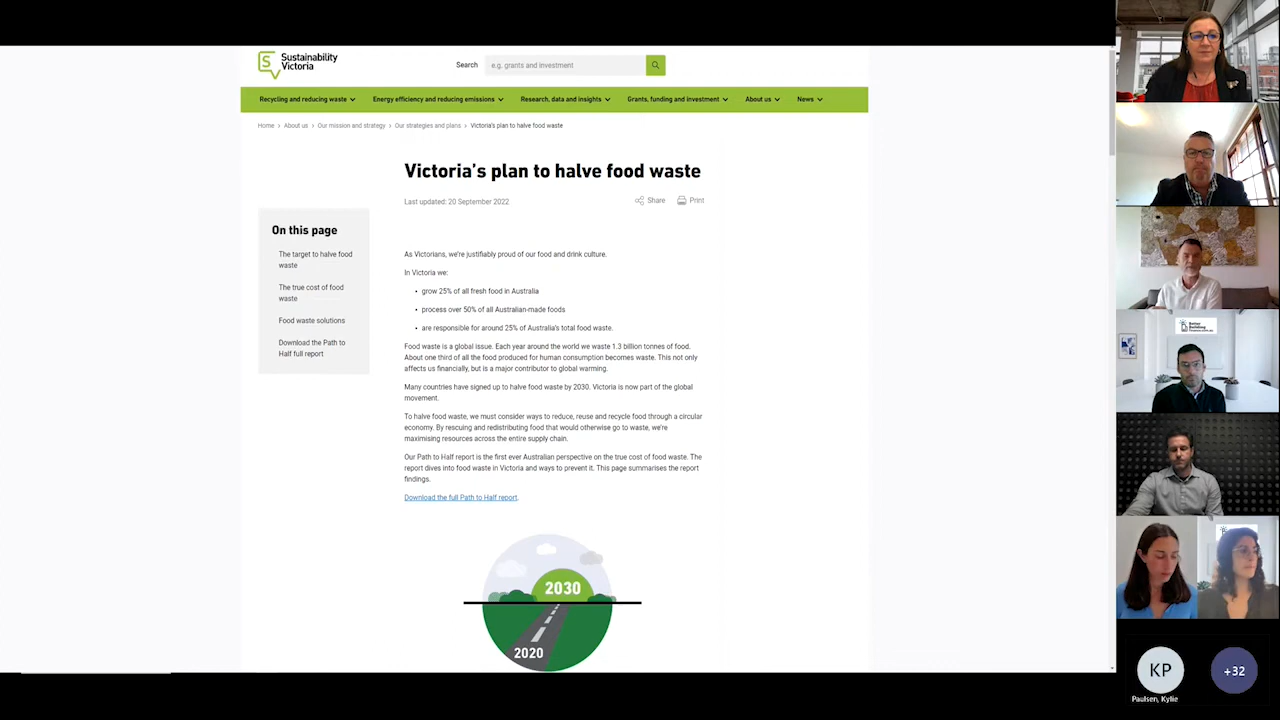 Sustainability
Victoria
Search
e.g. grants and investment
Recycling and reducing waste
Energy efficiency and reducing emissions
Research, data and insights
Grants, funding and investment
About us
News
Home > About us > Our mission and strategy > Our strategies and plans > Victoria's plan to halve food waste
Victoria's plan to halve food waste
Last updated: 20 September 2022
Share
Print
On this page
The target to halve food
waste
The true cost of food
waste
Food waste solutions
Download the Path to
Half full report
As Victorians, we're justifiably proud of our food and drink culture.
In Victoria we:
• grow 25% of all fresh food in Australia
• process over 50% of all Australian-made foods
• are responsible for around 25% of Australia's total food waste.
Food waste is a global issue. Each year around the world we waste 1.3 billion tonnes of food.
About one third of all the food produced for human consumption becomes waste. This not only
affects us financially, but is a major contributor to global warming.
Many countries have signed up to halve food waste by 2030. Victoria is now part of the global
movement.
To halve food waste, we must consider ways to reduce, reuse and recycle food through a circular
economy. By rescuing and redistributing food that would otherwise go to waste, we're
maximising resources across the entire supply chain.
Our Path to Half report is the first ever Australian perspective on the true cost of food waste. The
report dives into food waste in Victoria and ways to prevent it. This page summarises the report
findings.
Download the full Path to Half report.
2030
2020
Better
Building
KP
+32
Paulsen, Kylie